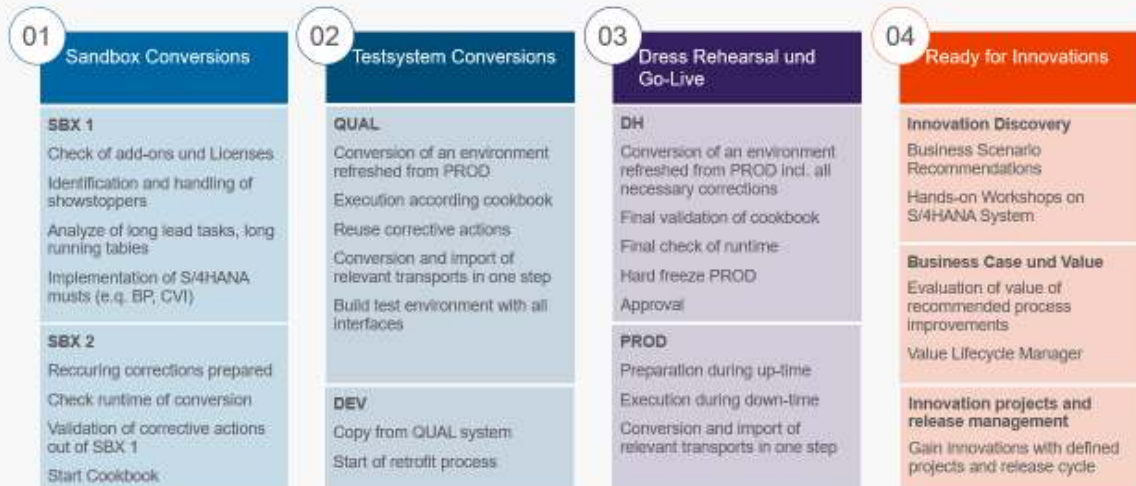 01
Sandbox Conversions
SBX 1
Check of add-ons und Licenses
Identification and handling of
showstoppers
Analyze of long lead tasks, long
running tables
Implementation of S/4HANA
musts (e.q. BP, CVI)
SBX 2
Reccuring corrections prepared
Check runtime of conversion
Validation of corrective actions
out of SBX 1
Start Cookbook
02
Testsystem Conversions
QUAL
Conversion of an environment
refreshed from PROD
Execution according cookbook
Reuse corrective actions
Conversion and import of
relevant transports in one step
Build test environment with all
interfaces
DEV
Copy from QUAL system
Start of retrofit process
03
Dress Rehearsal und
Go-Live
DH
Conversion of an environment
refreshed from PROD incl. all
necessary corrections
Final validation of cookbook
Final check of runtime
Hard freeze PROD
Approval
PROD
Preparation during up-time
Execution during down-time
Conversion and import of
relevant transports in one step
04
Ready for Innovations
Innovation Discovery
Business Scenario
Recommendations
Hands-on Workshops on
S/4HANA System
Business Case und Value
Evaluation of value of
recommended process
improvements
Value Lifecycle Manager
Innovation projects and
release management
Gain innovations with defined
projects and release cycle